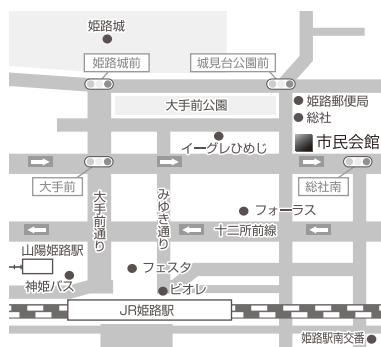 姫路城
姫路城前
城見台公園前
大手前公園
姫路郵便局
総社
市民会館
イーグレひめじ
大手前
総社南
大手前通り
みゆき通り
フォーラス
十二所前線
山陽姫路駅
フェスタ
神姫バス
ピオレ
JR姫路駅
姫路駅南交番